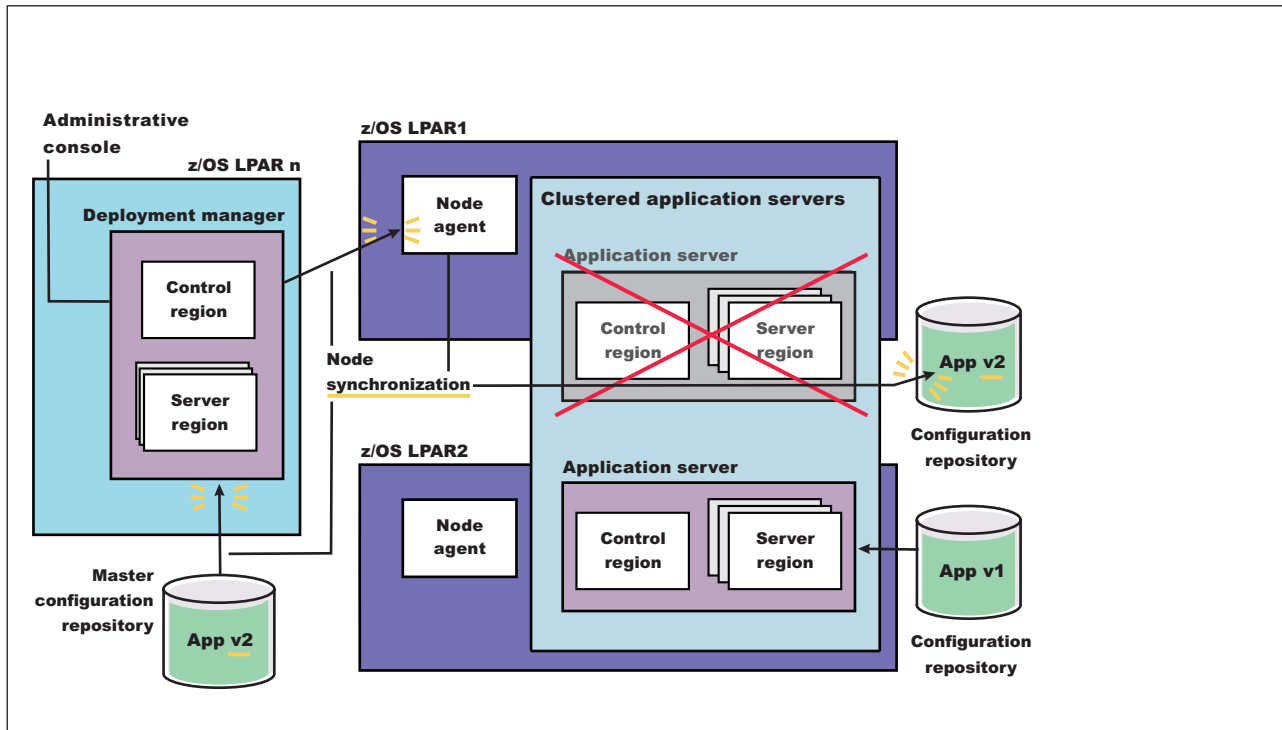 Administrative
console
z/OS LPAR n
Deployment manager
Control
region
Server
region
Master
configuration
repository
App v2
Node
synchronization
z/OS LPAR1
Node
agent
Clustered application servers
Application server
Control
region
Server
region
App v2
Configuration
repository
z/OS LPAR2
Node
agent
Application server
Control
region
Server
region
App v1
Configuration
repository